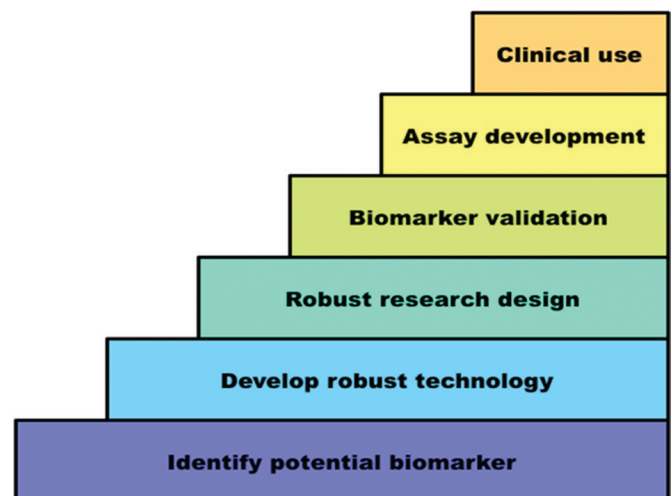 Clinical use
Assay development
Biomarker validation
Robust research design
Develop robust technology
Identify potential biomarker